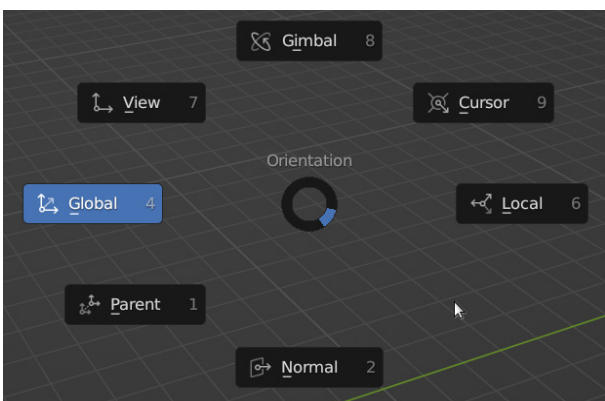 Gimbal 8
View 7
Cursor 9
Orientation
Global 4
Local 6
Parent 1
Normal 2